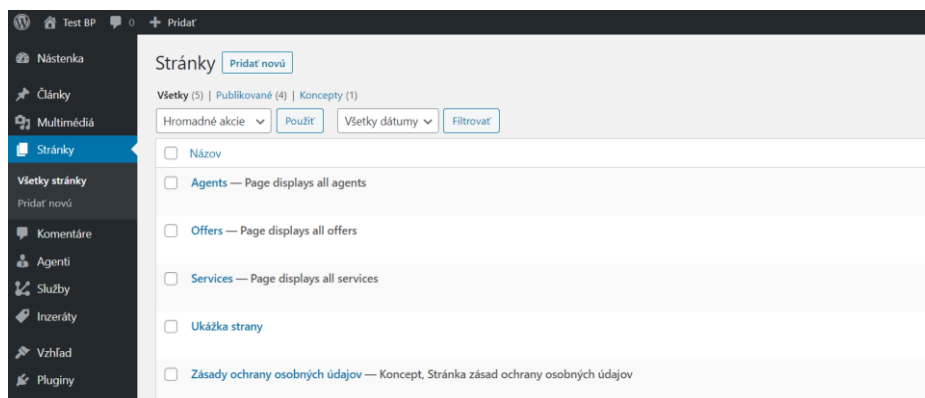 Test BP 0 Pridať
Nástenka
Články
Multimédiá
Stránky
Všetky stránky
Pridať novú
Komentáre
Agenti
Služby
Inzeráty
Vzhľad
Pluginy
Stránky Pridať novú
Všetky (5) | Publikované (4) | Koncepty (1)
Hromadné akcie Použiť Všetky dátumy Filtrovať
Názov
Agents — Page displays all agents
Offers — Page displays all offers
Services — Page displays all services
Ukážka strany
Zásady ochrany osobných údajov — Koncept, Stránka zásad ochrany osobných údajov